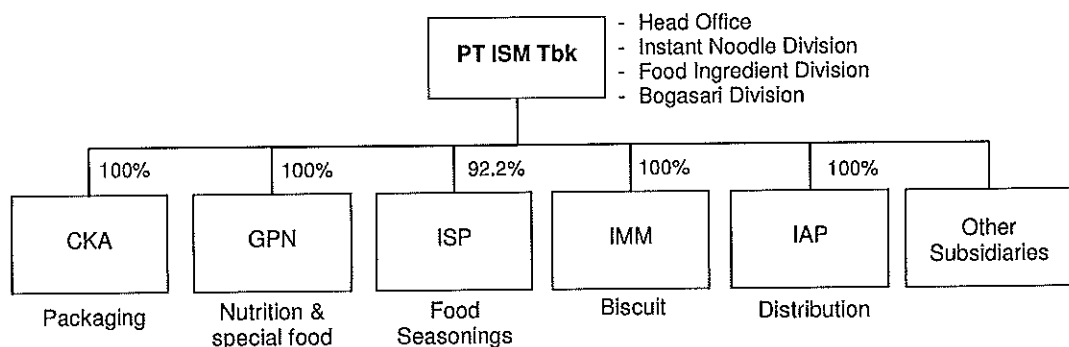 PT ISM Tbk
- Head Office
- Instant Noodle Division
- Food Ingredient Division
- Bogasari Division
100%
100%
92,2%
100%
100%
CKA
GPN
ISP
IMM
IAP
Other
Subsidiaries
Packaging
Nutrition &
special food
Food
Seasonings
Biscuit
Distribution